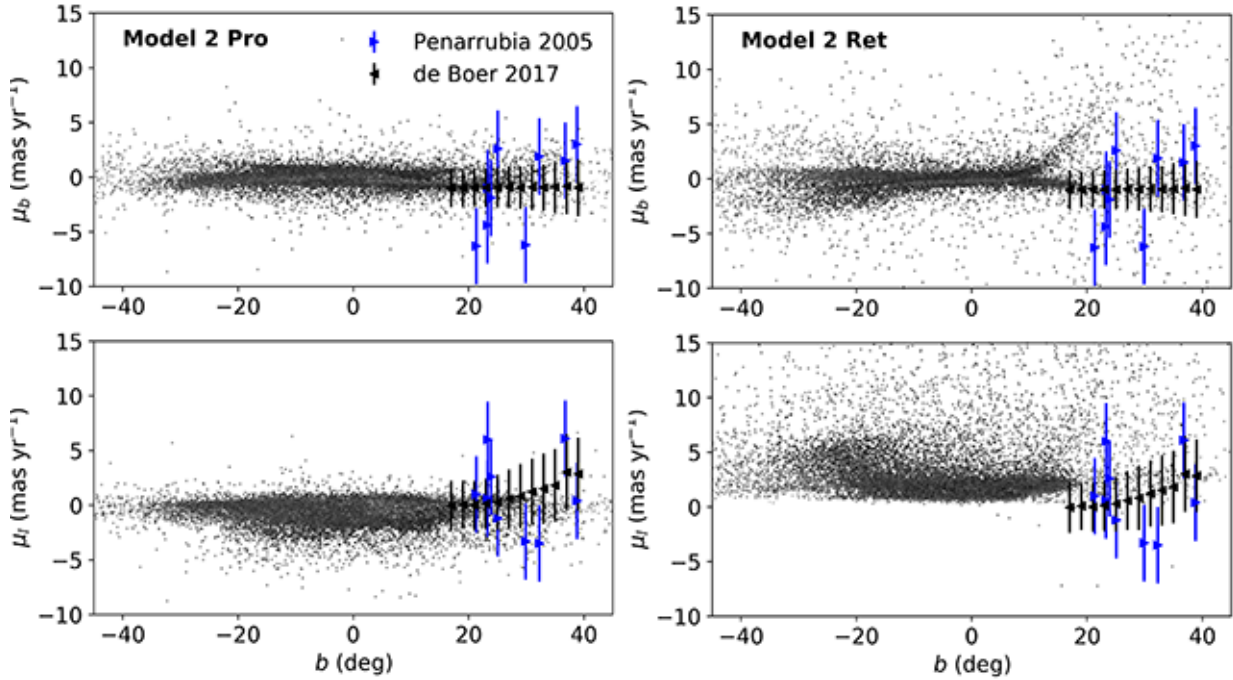 Model 2 Pro
Penarrubia 2005
de Boer 2017
15
10
5
0
−5
−10
μb (mas yr−1)
−40 −20 0 20 40
Model 2 Ret
15
10
5
0
−5
−10
μb (mas yr−1)
−40 −20 0 20 40
15
10
5
0
−5
−10
μl (mas yr−1)
−40 −20 0 20 40
b (deg)
15
10
5
0
−5
−10
μl (mas yr−1)
−40 −20 0 20 40
b (deg)